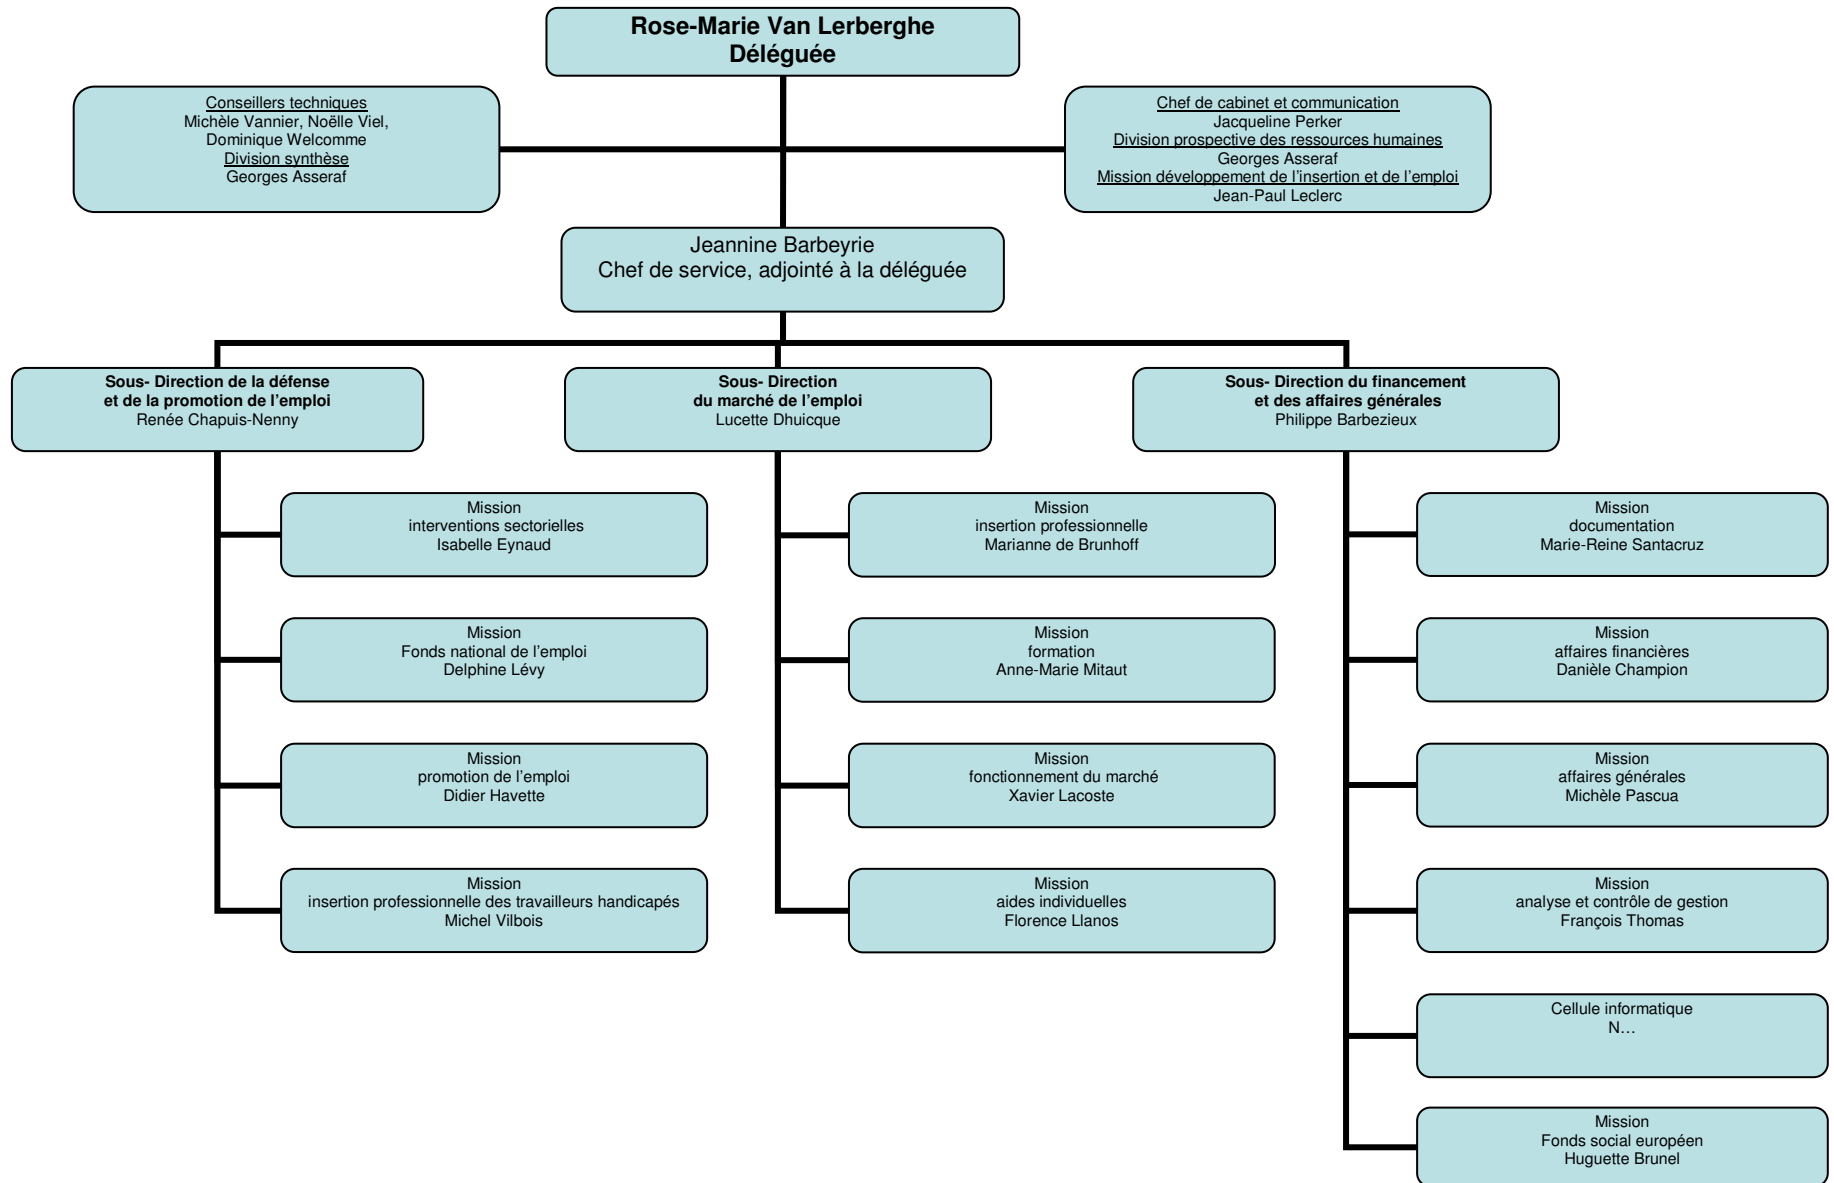 Rose-Marie Van Lerberghe
Déléguée
Conseillers techniques
Michèle Vannier, Noëlle Viel,
Dominique Welcomme
Division synthèse
Georges Asseraf
Chef de cabinet et communication
Jacqueline Perker
Division prospective des ressources humaines
Georges Asseraf
Mission développement de l'insertion et de l'emploi
Jean-Paul Leclerc
Jeannine Barbeyrie
Chef de service, adjointé à la déléguée
Sous- Direction de la défense
et de la promotion de l'emploi
Renée Chapuis-Nenny
Sous- Direction
du marché de l'emploi
Lucette Dhuicque
Sous- Direction du financement
et des affaires générales
Philippe Barbezieux
Mission
interventions sectorielles
Isabelle Eynaud
Mission
Fonds national de l'emploi
Delphine Lévy
Mission
promotion de l'emploi
Didier Havette
Mission
insertion professionnelle des travailleurs handicapés
Michel Vilbois
Mission
insertion professionnelle
Marianne de Brunhoff
Mission
formation
Anne-Marie Mitaut
Mission
fonctionnement du marché
Xavier Lacoste
Mission
aides individuelles
Florence Llanos
Mission
documentation
Marie-Reine Santacruz
Mission
affaires financières
Danièle Champion
Mission
affaires générales
Michèle Pascua
Mission
analyse et contrôle de gestion
François Thomas
Cellule informatique
N…
Mission
Fonds social européen
Huguette Brunel